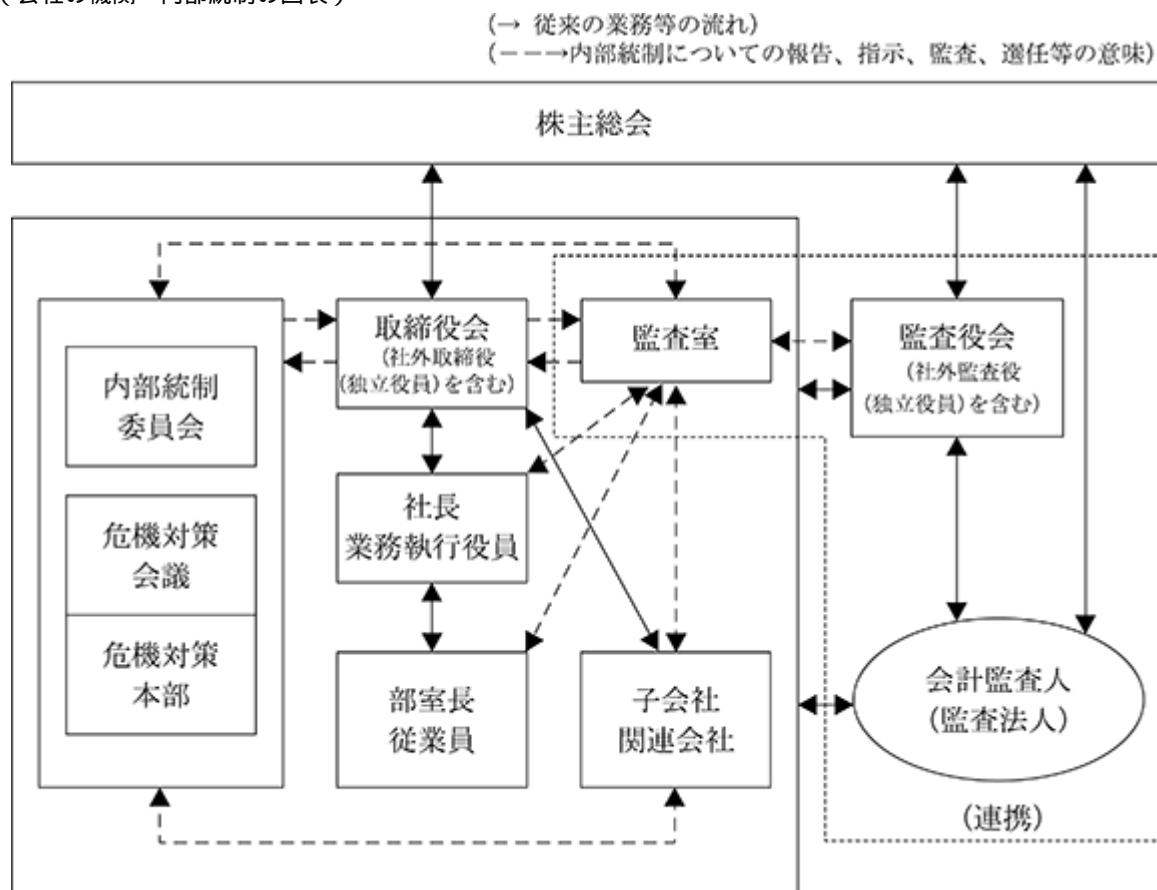 (会社の機関・内部統制の図表)
(→ 従来の業務等の流れ)
(−−→内部統制についての報告、指示、監査、選任等の意味)
株主総会
内部統制
委員会
危機対策
会議
危機対策
本部
取締役会
(社外取締役
(独立役員)を含む)
社長
業務執行役員
部室長
従業員
監査室
子会社
関連会社
監査役会
(社外監査役
(独立役員)を含む)
会計監査人
(監査法人)
(連携)